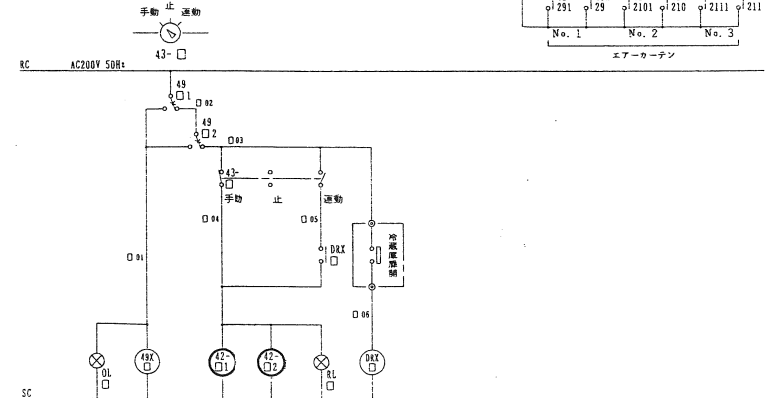 手動 止 連動
43- □
291 29 2101 210 2111 211
No. 1 No. 2 No. 3
エアーカーテン
RC AC200V 50Hz
49
□ 1
□ 02
49
□ 2
□ 03
43-
□
手動 止 連動
□ 04
□ 05
DRX
□
冷蔵庫扉開
□ 01
□ 06
OL
□
49X
□
42-
□1
42-
□2
RL
□
DRX
□
SC